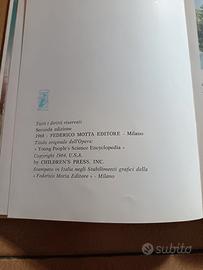 Tutti i diritti riservati
Seconda edizione
1968 - FEDERICO MOTTA EDITORE - Milano
Titolo originale dell'Opera:
« Young People's Science Encyclopedia »
Copyright 1964, U.S.A.
by CHILDREN'S PRESS, INC.
Stampato in Italia negli Stabilimenti grafici della
« Federico Motta Editore » - Milano
subito